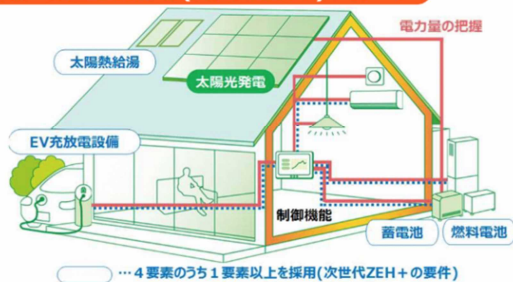 電力量の把握
太陽熱給湯
太陽光発電
EV充放電設備
制御機能
蓄電池
燃料電池
…4要素のうち1要素以上を採用(次世代ZEH+の要件)